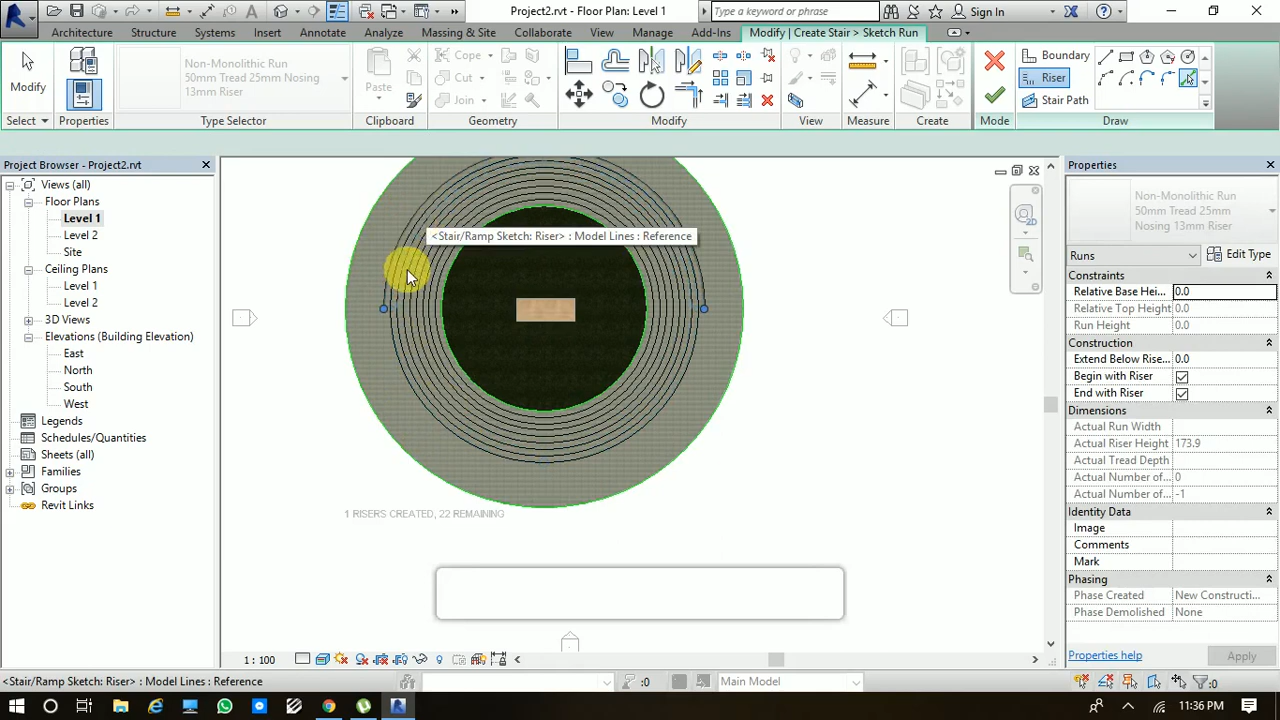 Project2.rvt - Floor Plan: Level 1
Type a keyword or phrase
Sign In
Architecture
Structure
Systems
Insert
Annotate
Analyze
Massing & Site
Collaborate
View
Manage
Add-Ins
Modify | Create Stair > Sketch Run
Modify
Non-Monolithic Run
50mm Tread 25mm Nosing
Paste
Cope
Cut
Join
Boundary
Riser
Stair Path
Select
Properties
Type Selector
Clipboard
Geometry
Modify
View
Measure
Create
Mode
Draw
Project Browser - Project2.rvt
Views (all)
Floor Plans
Level 1
Level 2
Site
Ceiling Plans
Level 1
Level 2
3D Views
Elevations (Building Elevation)
East
North
South
West
Legends
Schedules/Quantities
Sheets (all)
Families
Groups
Revit Links
<Stair/Ramp Sketch: Riser> : Model Lines : Reference
1 RISERS CREATED, 22 REMAINING
2D
Properties
Non-Monolithic Run
50mm Tread 25mm
Nosing 13mm Riser
Runs
Edit Type
Constraints
Relative Base Hei... 0.0
Relative Top Height 0.0
Run Height 0.0
Construction
Extend Below Rise... 0.0
Begin with Riser
End with Riser
Dimensions
Actual Run Width
Actual Riser Height 173.9
Actual Tread Depth
Actual Number of... 0
Actual Number of... -1
Identity Data
Image
Comments
Mark
Phasing
Phase Created New Constructi...
Phase Demolished None
Properties help
Apply
1 : 100
<Stair/Ramp Sketch: Riser> : Model Lines : Reference
:0
Main Model
:0
11:36 PM